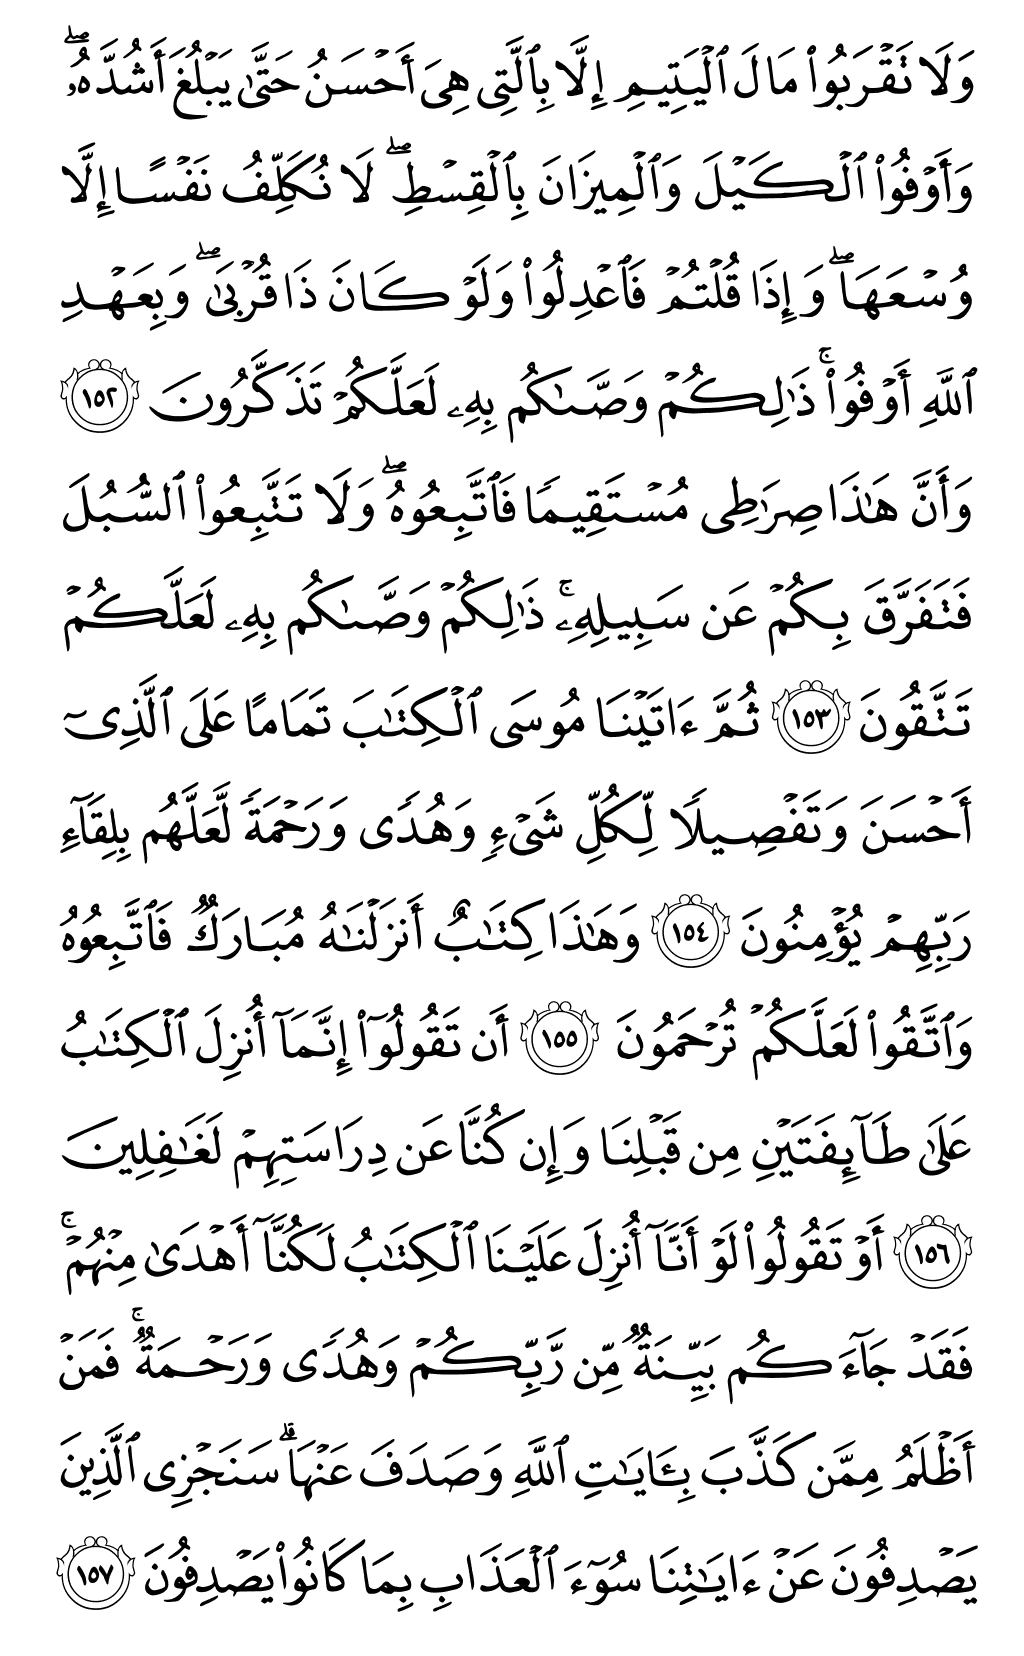 وَلَا تَقۡرَبُواْ مَالَ ٱلۡيَتِيمِ إِلَّا بِٱلَّتِي هِيَ أَحۡسَنُ حَتَّىٰ يَبۡلُغَ أَشُدَّهُۥۖ
وَأَوۡفُواْ ٱلۡكَيۡلَ وَٱلۡمِيزَانَ بِٱلۡقِسۡطِۖ لَا نُكَلِّفُ نَفۡسًا إِلَّا
وُسۡعَهَاۖ وَإِذَا قُلۡتُمۡ فَٱعۡدِلُواْ وَلَوۡ كَانَ ذَا قُرۡبَىٰۖ وَبِعَهۡدِ
ٱللَّهِ أَوۡفُواْۚ ذَٰلِكُمۡ وَصَّىٰكُم بِهِۦ لَعَلَّكُمۡ تَذَكَّرُونَ ١٥٢
وَأَنَّ هَٰذَا صِرَٰطِي مُسۡتَقِيمٗا فَٱتَّبِعُوهُۖ وَلَا تَتَّبِعُواْ ٱلسُّبُلَ
فَتَفَرَّقَ بِكُمۡ عَن سَبِيلِهِۦۚ ذَٰلِكُمۡ وَصَّىٰكُم بِهِۦ لَعَلَّكُمۡ
تَتَّقُونَ ١٥٣ ثُمَّ ءَاتَيۡنَا مُوسَى ٱلۡكِتَٰبَ تَمَامًا عَلَى ٱلَّذِيٓ
أَحۡسَنَ وَتَفۡصِيلٗا لِّكُلِّ شَيۡءٖ وَهُدٗى وَرَحۡمَةٗ لَّعَلَّهُم بِلِقَآءِ
رَبِّهِمۡ يُؤۡمِنُونَ ١٥٤ وَهَٰذَا كِتَٰبٌ أَنزَلۡنَٰهُ مُبَارَكٞ فَٱتَّبِعُوهُ
وَٱتَّقُواْ لَعَلَّكُمۡ تُرۡحَمُونَ ١٥٥ أَن تَقُولُوٓاْ إِنَّمَآ أُنزِلَ ٱلۡكِتَٰبُ
عَلَىٰ طَآئِفَتَيۡنِ مِن قَبۡلِنَا وَإِن كُنَّا عَن دِرَاسَتِهِمۡ لَغَٰفِلِينَ
١٥٦ أَوۡ تَقُولُواْ لَوۡ أَنَّآ أُنزِلَ عَلَيۡنَا ٱلۡكِتَٰبُ لَكُنَّآ أَهۡدَىٰ مِنۡهُمۡۚ
فَقَدۡ جَآءَكُم بَيِّنَةٞ مِّن رَّبِّكُمۡ وَهُدٗى وَرَحۡمَةٞۚ فَمَنۡ
أَظۡلَمُ مِمَّن كَذَّبَ بِـَٔايَٰتِ ٱللَّهِ وَصَدَفَ عَنۡهَاۗ سَنَجۡزِي ٱلَّذِينَ
يَصۡدِفُونَ عَنۡ ءَايَٰتِنَا سُوٓءَ ٱلۡعَذَابِ بِمَا كَانُواْ يَصۡدِفُونَ ١٥٧